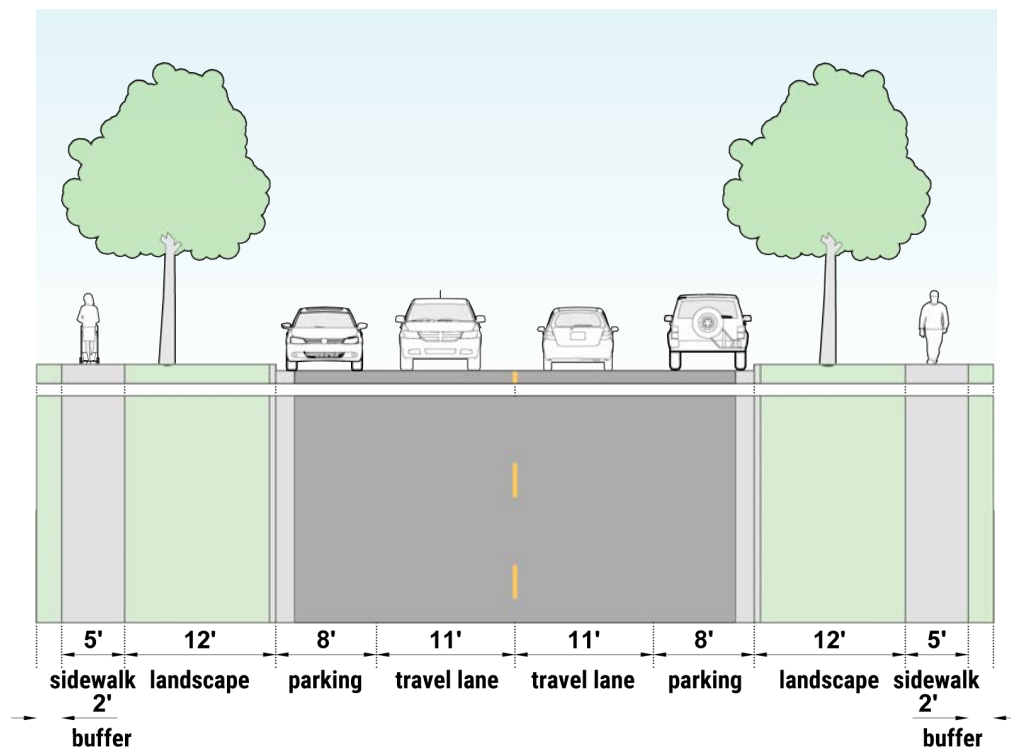 5' 12' 8' 11' 11' 8' 12' 5'
sidewalk landscape parking travel lane travel lane parking landscape sidewalk
2' 2'
buffer buffer